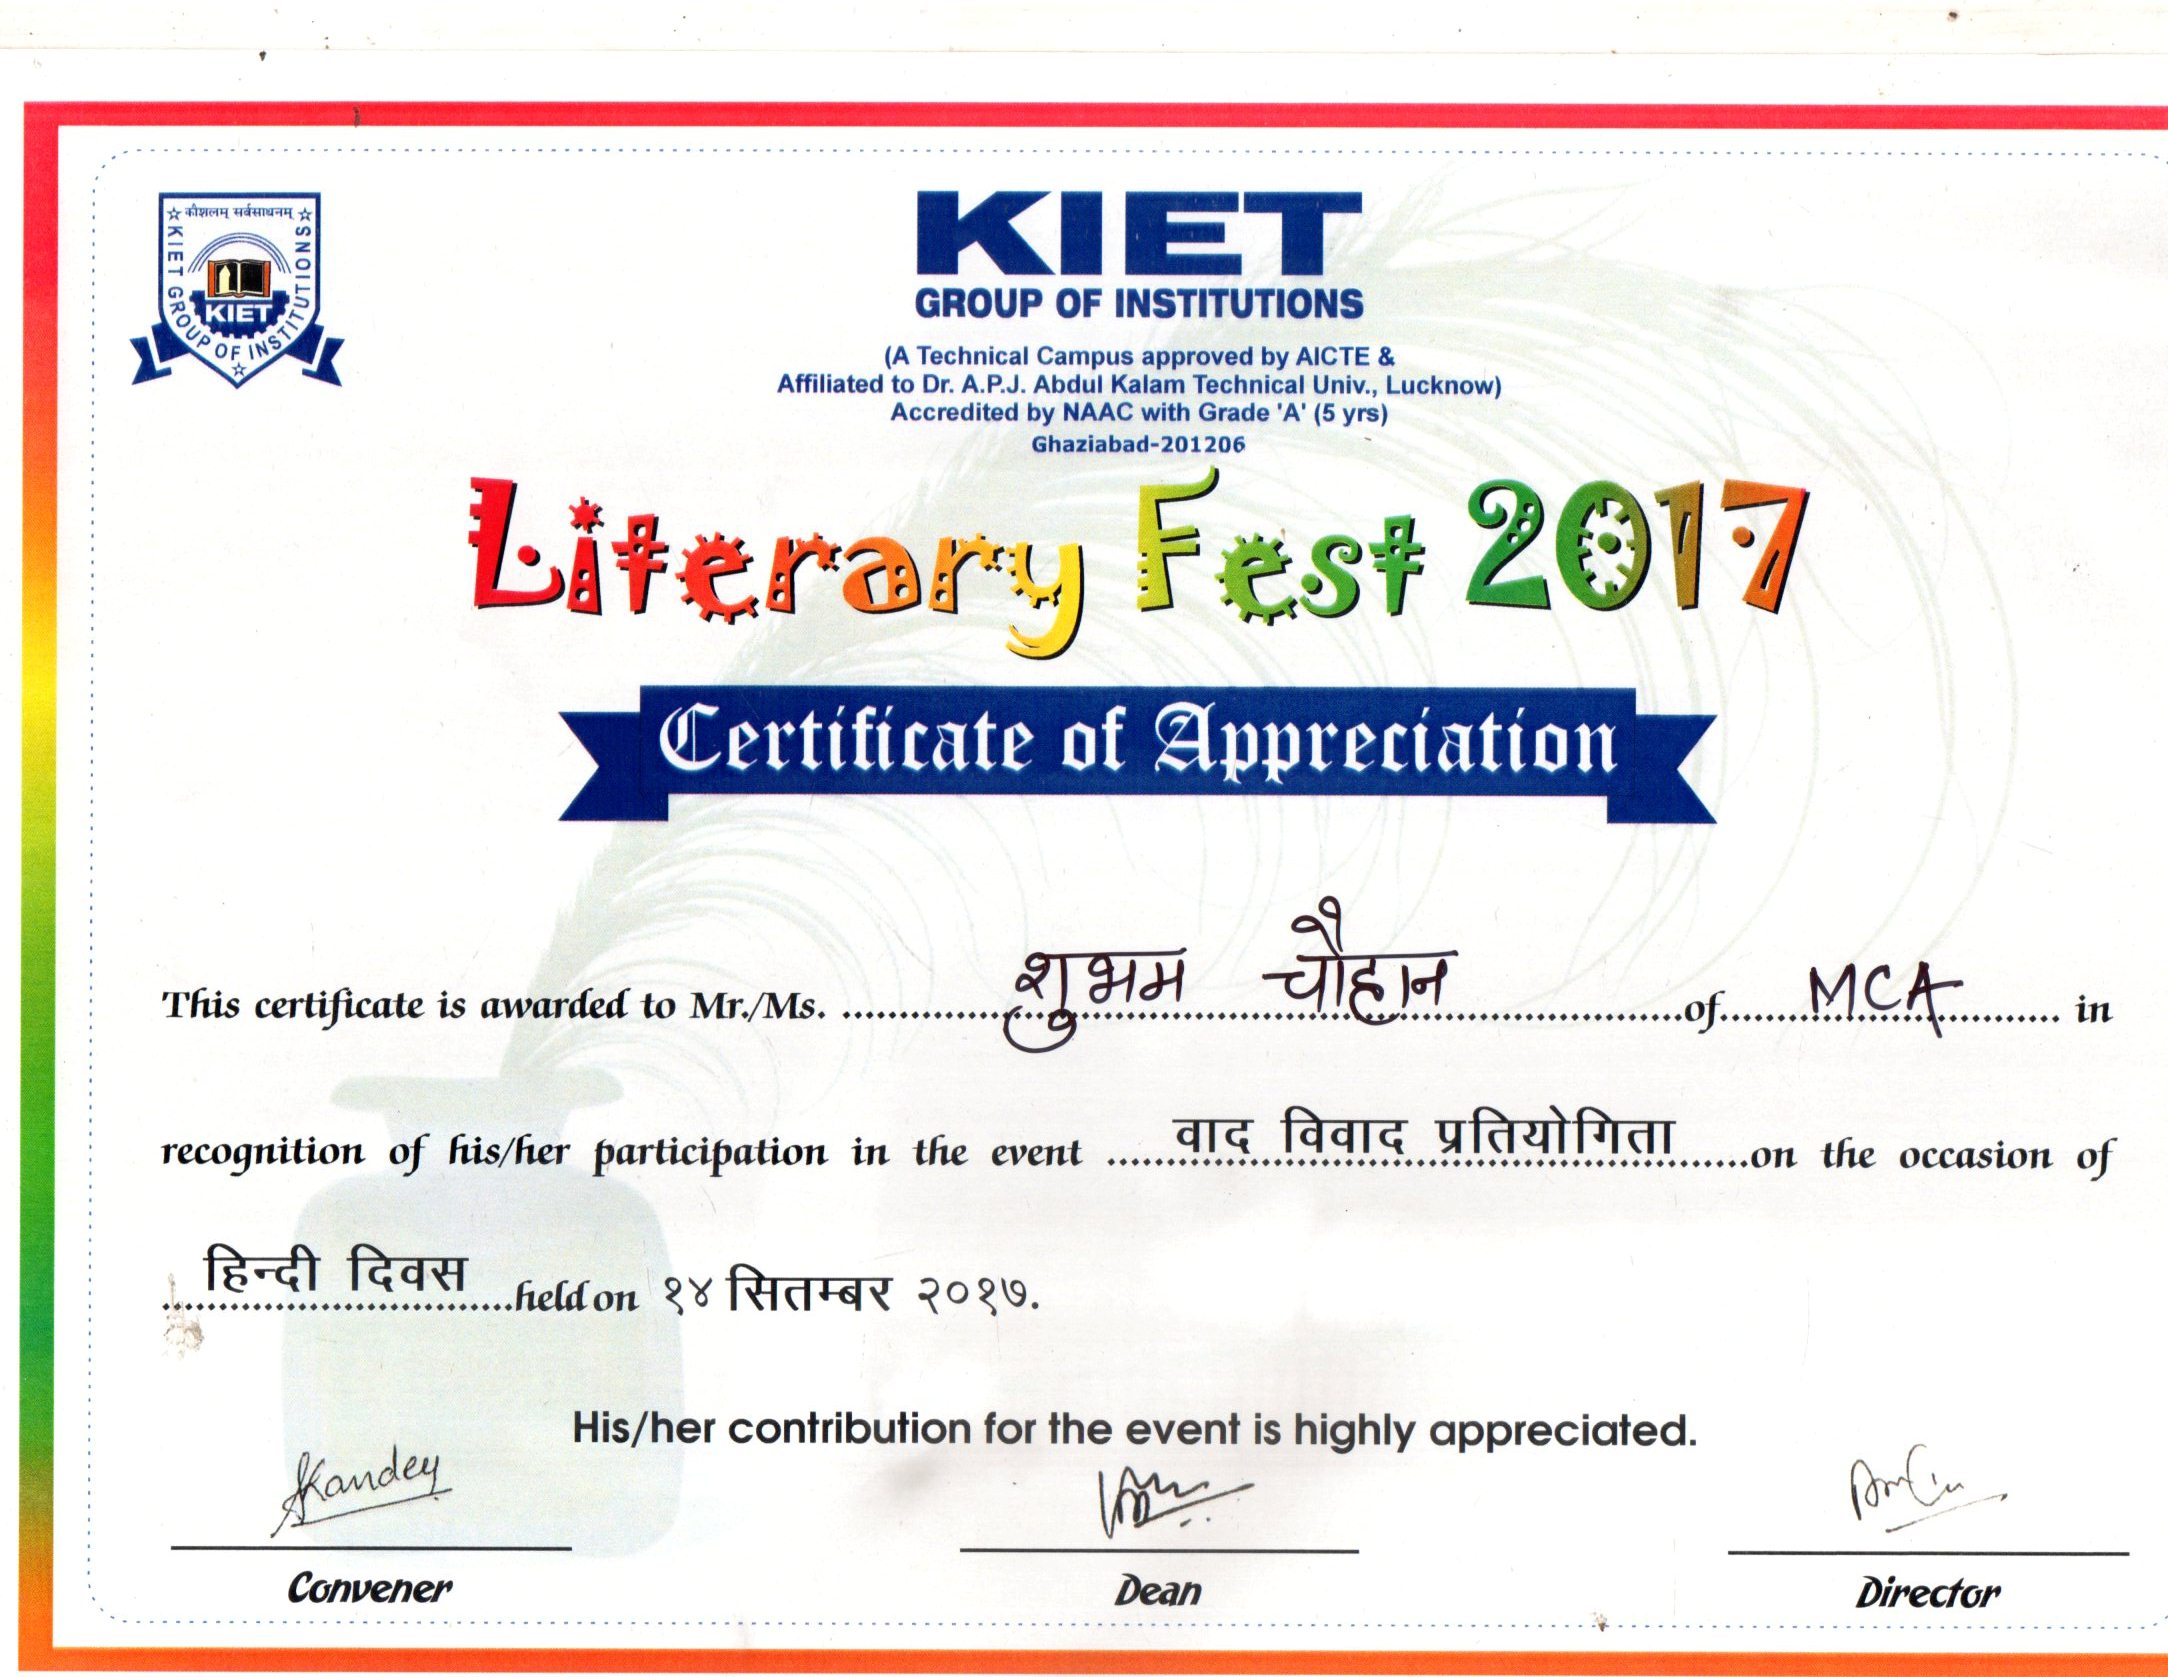 ☆ कौशलम् सर्वसाधनम् ☆
KIET GROUP OF INSTITUTIONS
KIET
KIET
GROUP OF INSTITUTIONS
(A Technical Campus approved by AICTE &
Affiliated to Dr. A.P.J. Abdul Kalam Technical Univ., Lucknow)
Accredited by NAAC with Grade 'A' (5 yrs)
Ghaziabad-201206
Literary Fest 2017
Certificate of Appreciation
This certificate is awarded to Mr./Ms. शुभम चौहान of MCA in
recognition of his/her participation in the event वाद विवाद प्रतियोगिता on the occasion of
हिन्दी दिवस held on १४ सितम्बर २०१७.
His/her contribution for the event is highly appreciated.
Convener Dean Director